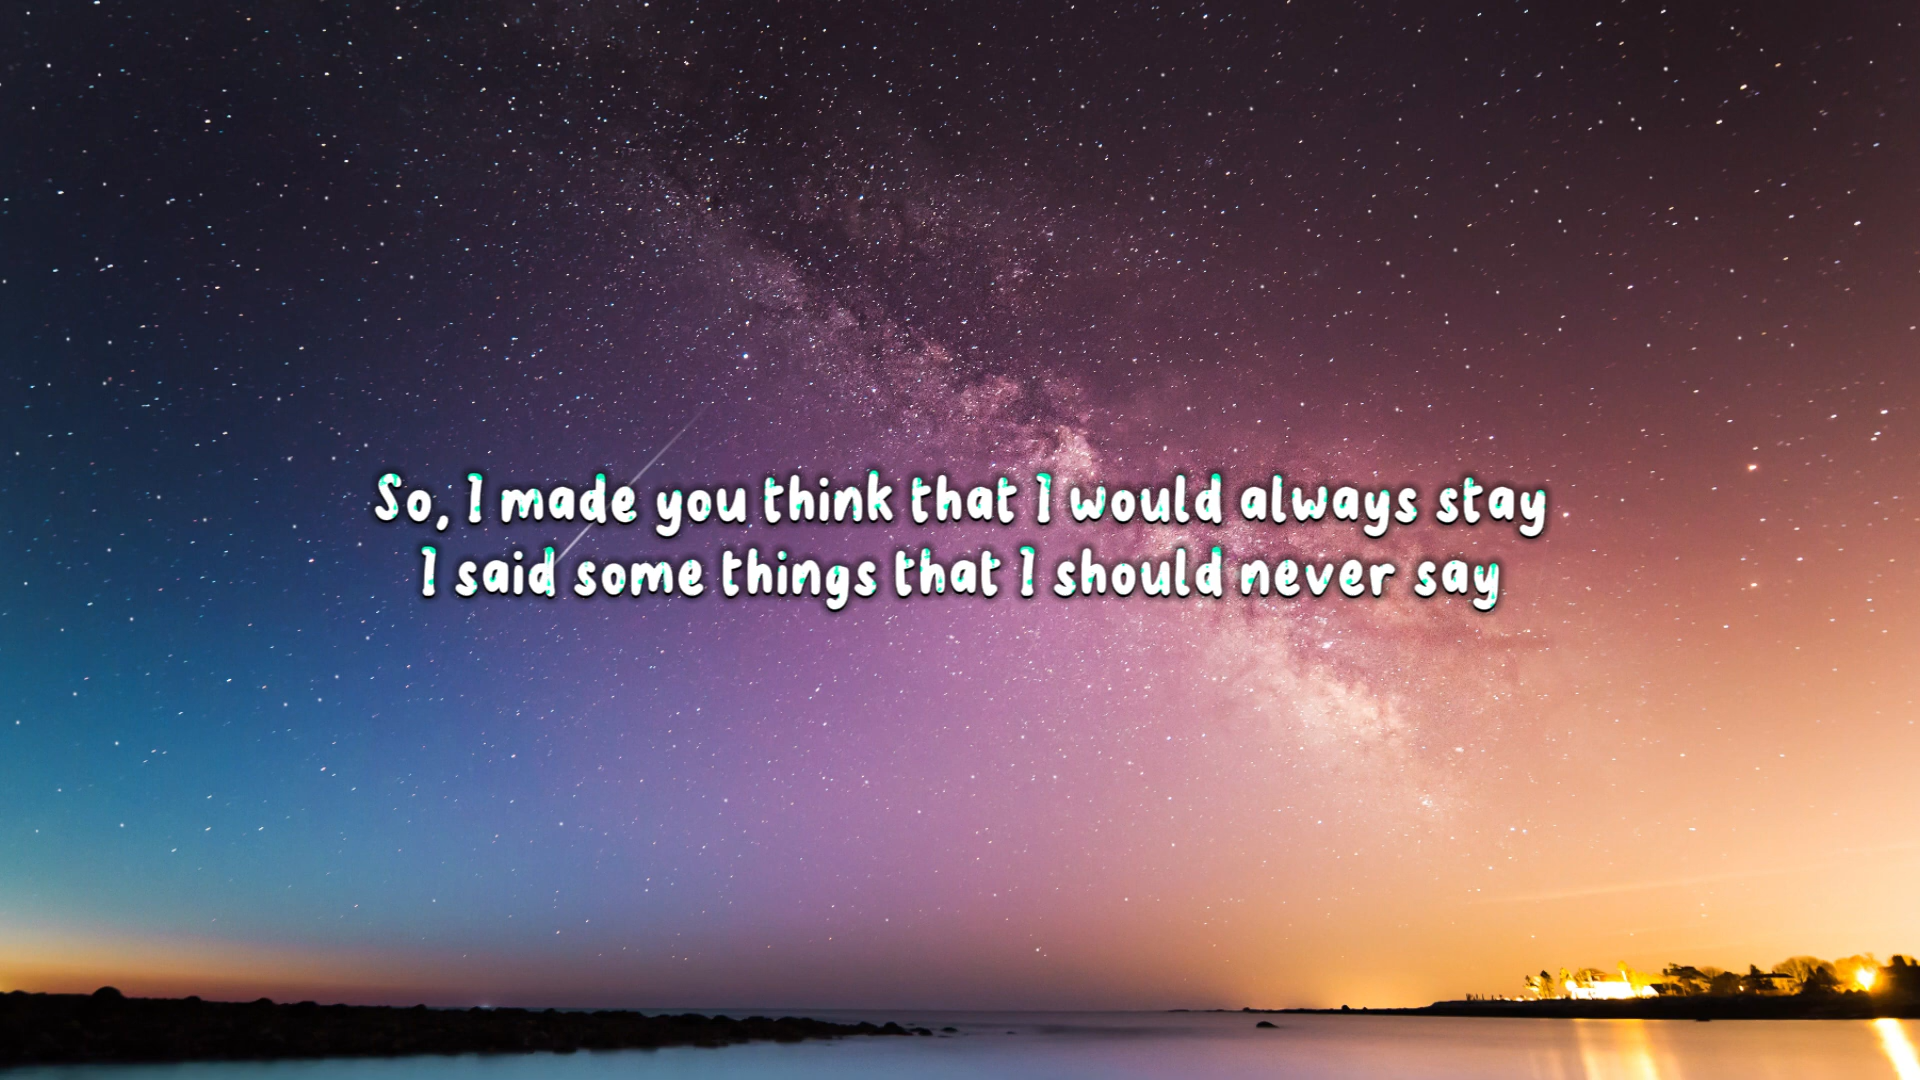 So, I made you think that I would always stay
I said some things that I should never say